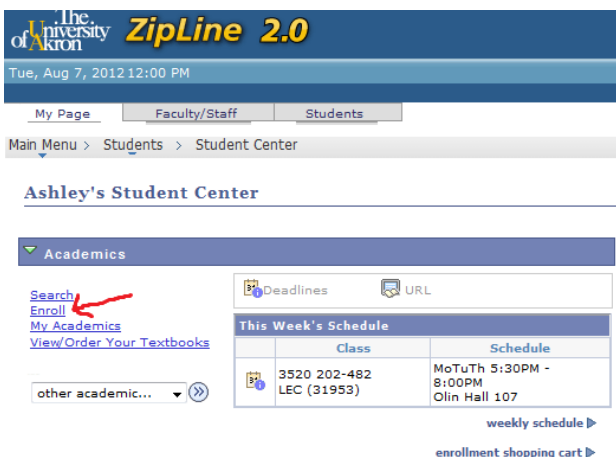 The
University
of Akron
ZipLine 2.0
Tue, Aug 7, 2012 12:00 PM
My Page Faculty/Staff Students
Main Menu > Students > Student Center
Ashley's Student Center
Academics
Search
Enroll
My Academics
View/Order Your Textbooks
other academic...
Deadlines URL
This Week's Schedule
Class Schedule
3520 202-482
LEC (31953)
MoTuTh 5:30PM -
8:00PM
Olin Hall 107
weekly schedule
enrollment shopping cart